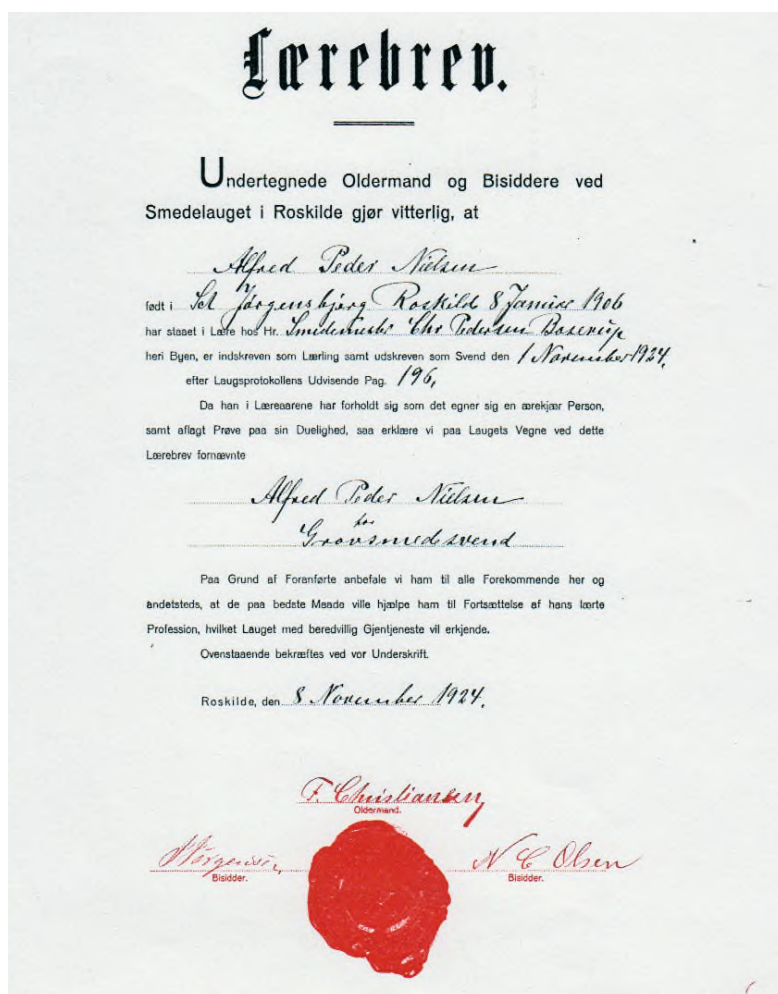 Lærebrev.
Undertegnede Oldermand og Bisiddere ved
Smedelauget i Roskilde gjør vitterlig, at
Alfred Peder Nielsen
født i Sct Jørgensbjerg Roskilde 8 Januar 1906
har staaet i Lære hos Hr. Smedemester Chr Pedersen Baserup
heri Byen, er indskreven som Lærling samt udskreven som Svend den 1 November 1924,
efter Laugsprotokollens Udvisende Pag. 196,
Da han i Læreaarene har forholdt sig som det egner sig en ærekjær Person,
samt aflagt Prøve paa sin Duelighed, saa erklære vi paa Laugets Vegne ved dette
Lærebrev fornævnte
Alfred Peder Nielsen
for
Grovsmedesvend
Paa Grund af Foranførte anbefale vi ham til alle Forekommende her og
andetsteds, at de paa bedste Maade ville hjælpe ham til Fortsættelse af hans lærte
Profession, hvilket Lauget med beredvillig Gjentjeneste vil erkjende.
Ovenstaaende bekræftes ved vor Underskrift.
Roskilde, den 8 November 1924.
F. Christiansen
Oldermand.
Jørgensen, N C Olsen
Bisidder. Bisidder.